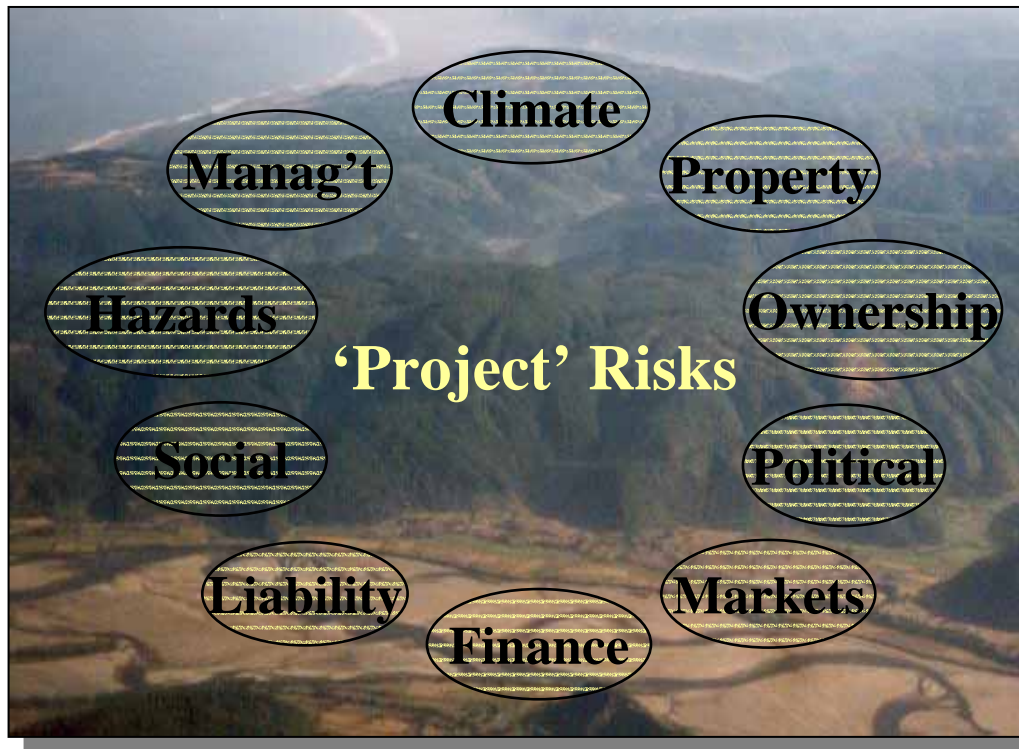 Climate
Manag't
Property
Hazards
Ownership
‘Project’ Risks
Social
Political
Liability
Markets
Finance